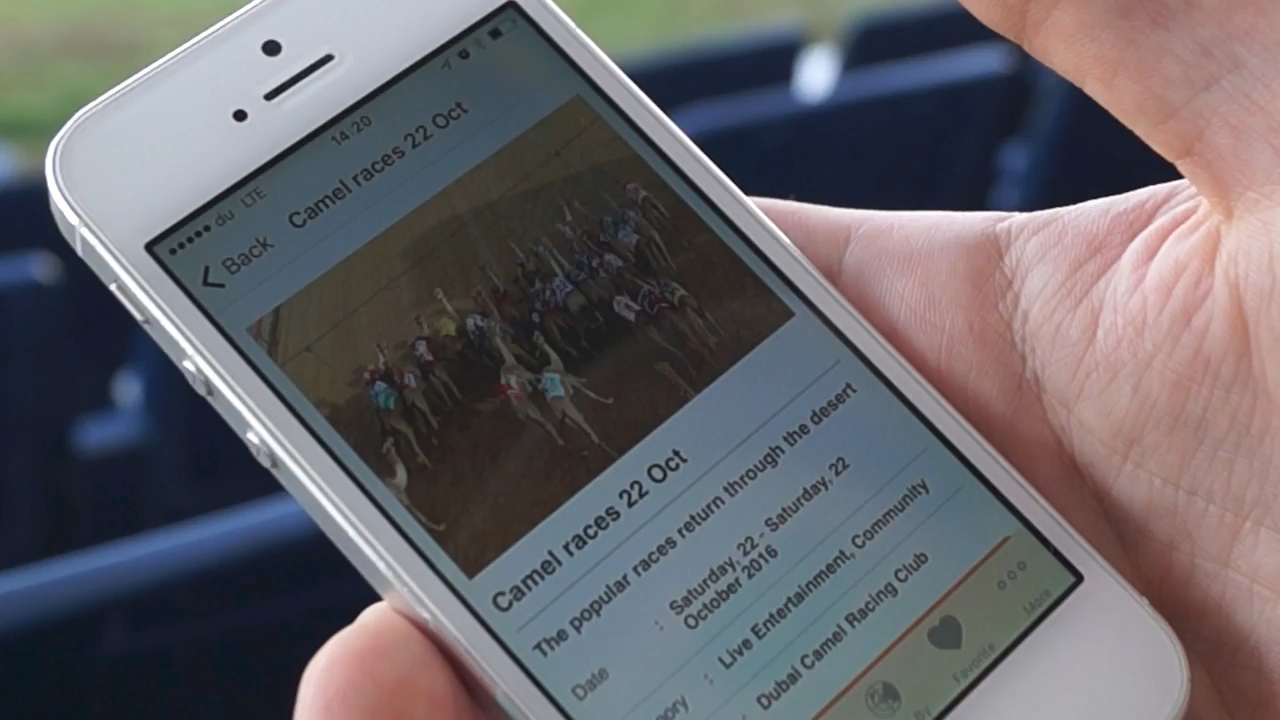 du LTE
14:20
Back
Camel races 22 Oct
Camel races 22 Oct
The popular races return through the desert
Date : Saturday, 22 - Saturday, 22
October 2016
: Live Entertainment, Community
Dubai Camel Racing Club
Favorite
More